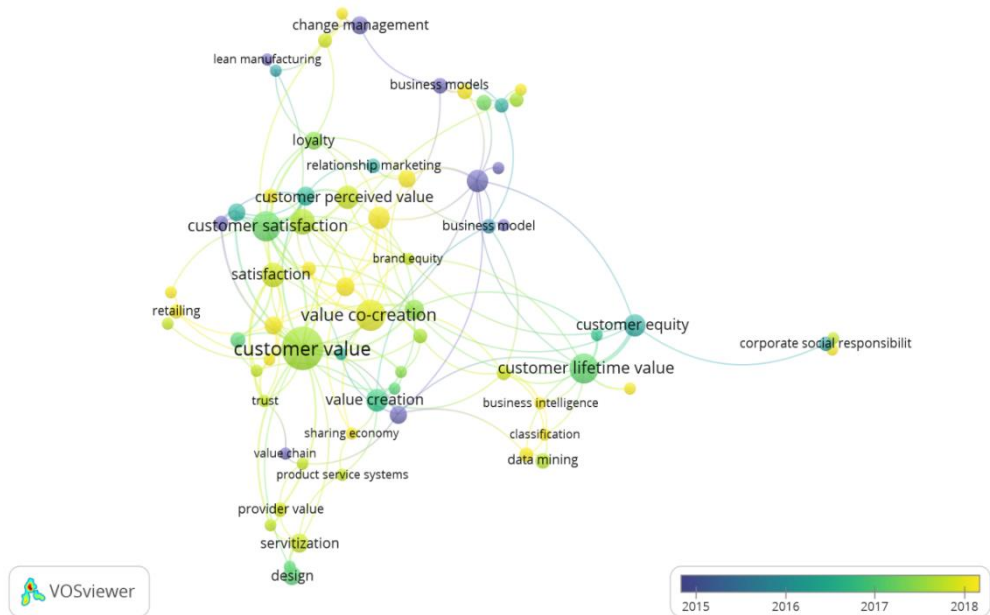 change management
lean manufacturing
business models
loyalty
relationship marketing
customer perceived value
customer satisfaction
business model
brand equity
satisfaction
retailing
value co-creation
customer equity
customer value
corporate social responsibilit
customer lifetime value
value creation
trust
business intelligence
sharing economy
classification
value chain
data mining
product service systems
provider value
servitization
design
VOSviewer
2015 2016 2017 2018